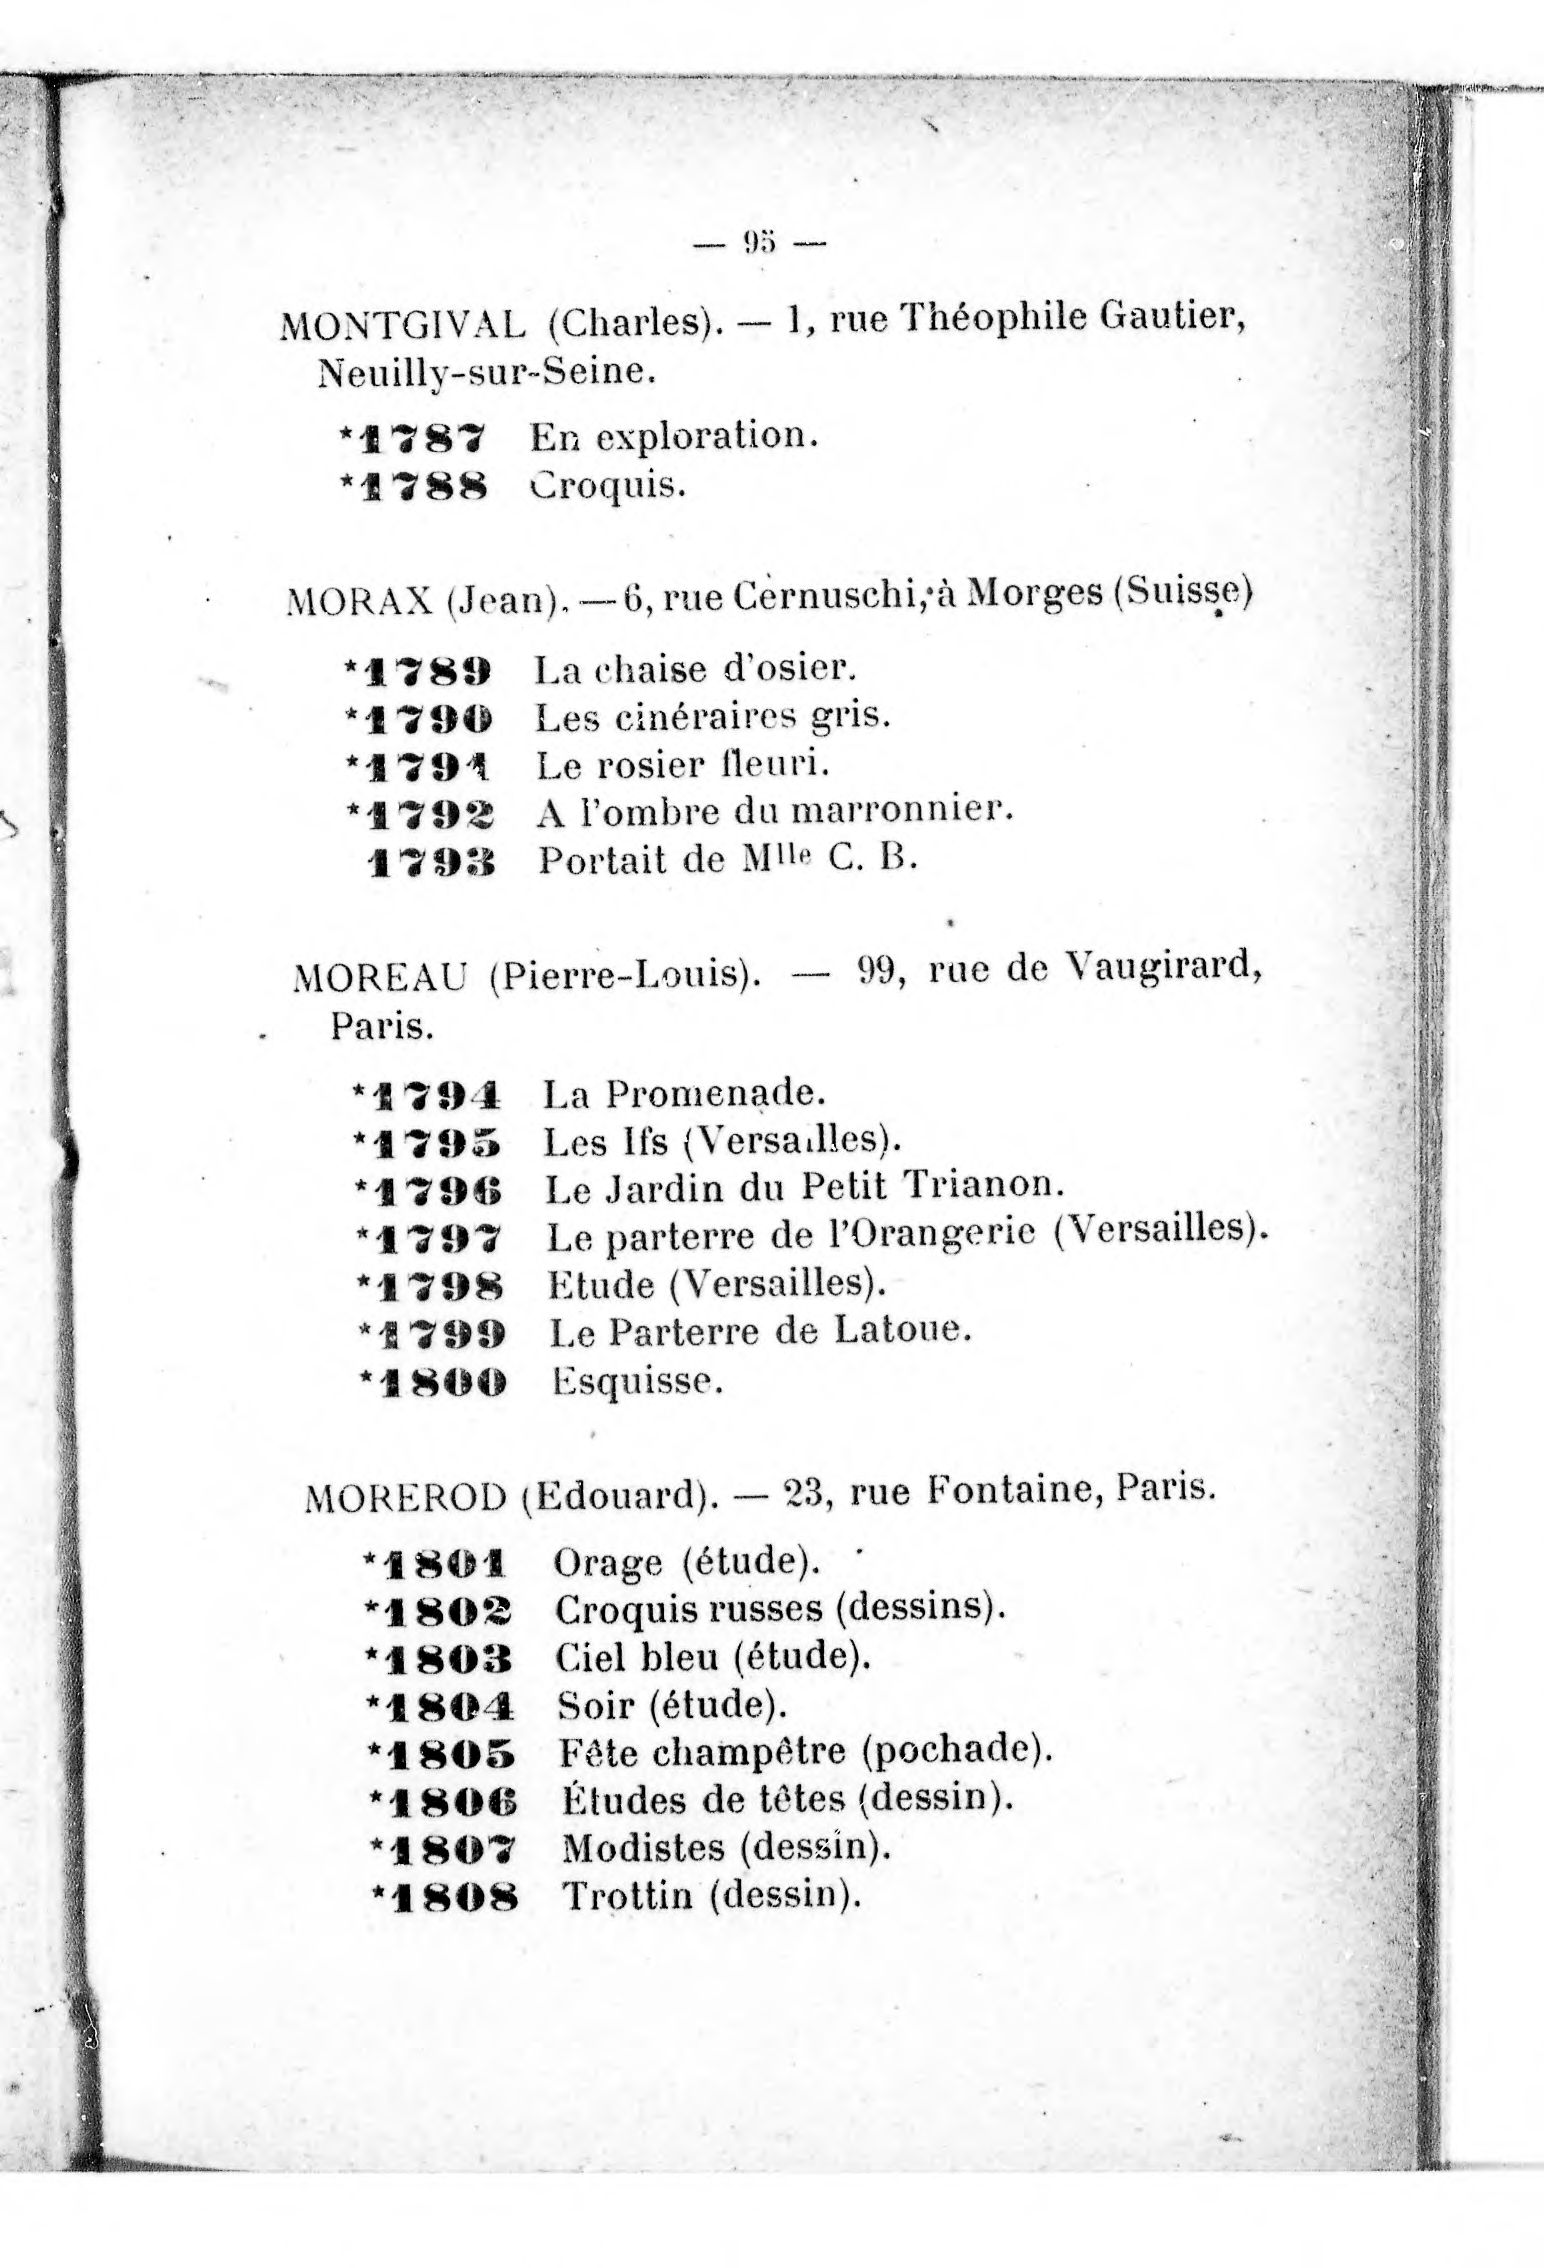 — 95 —
MONTGIVAL (Charles). — 1, rue Théophile Gautier,
Neuilly-sur-Seine.
*1787 En exploration.
*1788 Croquis.
MORAX (Jean). — 6, rue Cernuschi, à Morges (Suisse)
*1789 La chaise d'osier.
*1790 Les cinéraires gris.
*1791 Le rosier fleuri.
*1792 A l'ombre du marronnier.
1793 Portait de Mlle C. B.
MOREAU (Pierre-Louis). — 99, rue de Vaugirard,
Paris.
*1794 La Promenade.
*1795 Les Ifs (Versailles).
*1796 Le Jardin du Petit Trianon.
*1797 Le parterre de l'Orangerie (Versailles).
*1798 Etude (Versailles).
*1799 Le Parterre de Latone.
*1800 Esquisse.
MOREROD (Edouard). — 23, rue Fontaine, Paris.
*1801 Orage (étude).
*1802 Croquis russes (dessins).
*1803 Ciel bleu (étude).
*1804 Soir (étude).
*1805 Fête champêtre (pochade).
*1806 Études de têtes (dessin).
*1807 Modistes (dessin).
*1808 Trottin (dessin).